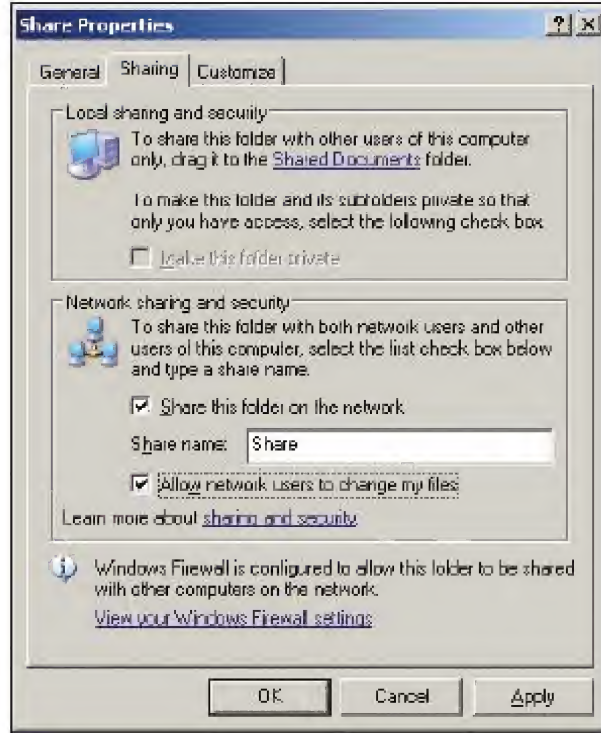 Share Properties
General Sharing Customize
Local sharing and security
To share this folder with other users of this computer
only, drag it to the Shared Documents folder.
To make this folder and its subfolders private so that
only you have access, select the following check box.
Make this folder private
Network sharing and security
To share this folder with both network users and other
users of this computer, select the first check box below
and type a share name.
Share this folder on the network
Share name: Share
Allow network users to change my files
Learn more about sharing and security.
Windows Firewall is configured to allow this folder to be shared
with other computers on the network.
View your Windows Firewall settings
OK Cancel Apply